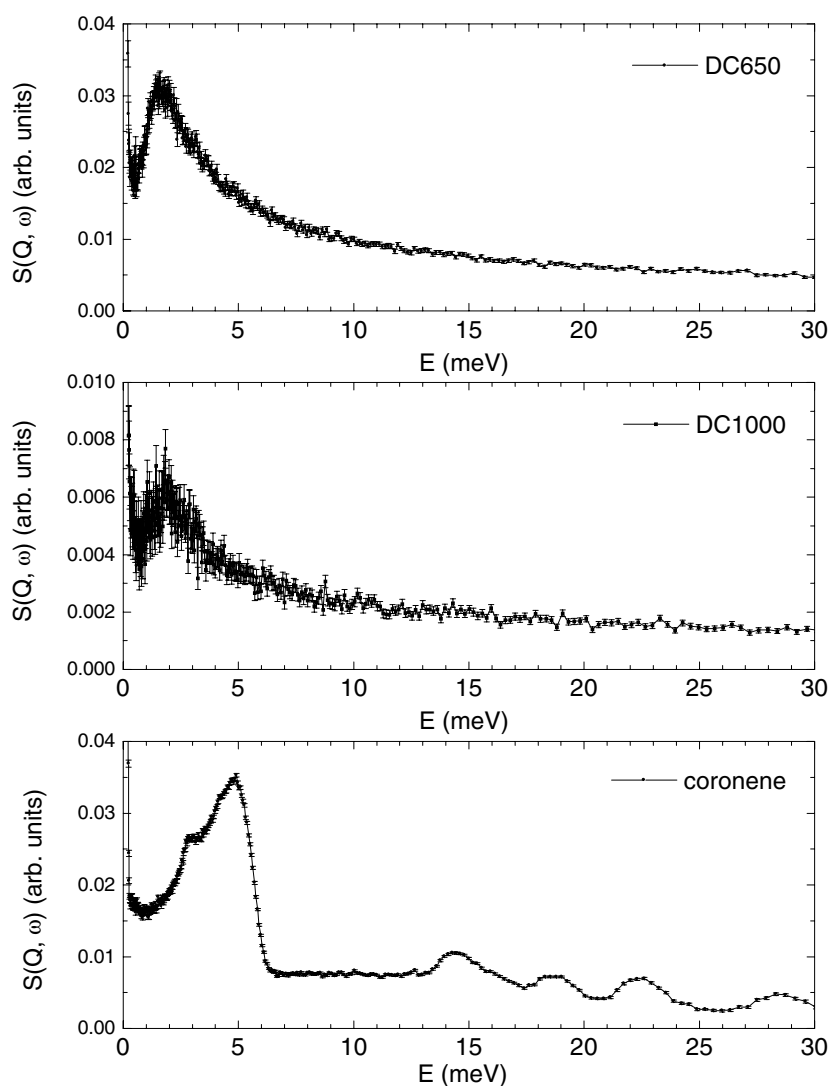 0.04
0.03
0.02
0.01
0.00
S(Q, ω) (arb. units)
DC650
0 5 10 15 20 25 30
E (meV)
0.010
0.008
0.006
0.004
0.002
0.000
S(Q, ω) (arb. units)
DC1000
0 5 10 15 20 25 30
E (meV)
0.04
0.03
0.02
0.01
0.00
S(Q, ω) (arb. units)
coronene
0 5 10 15 20 25 30
E (meV)